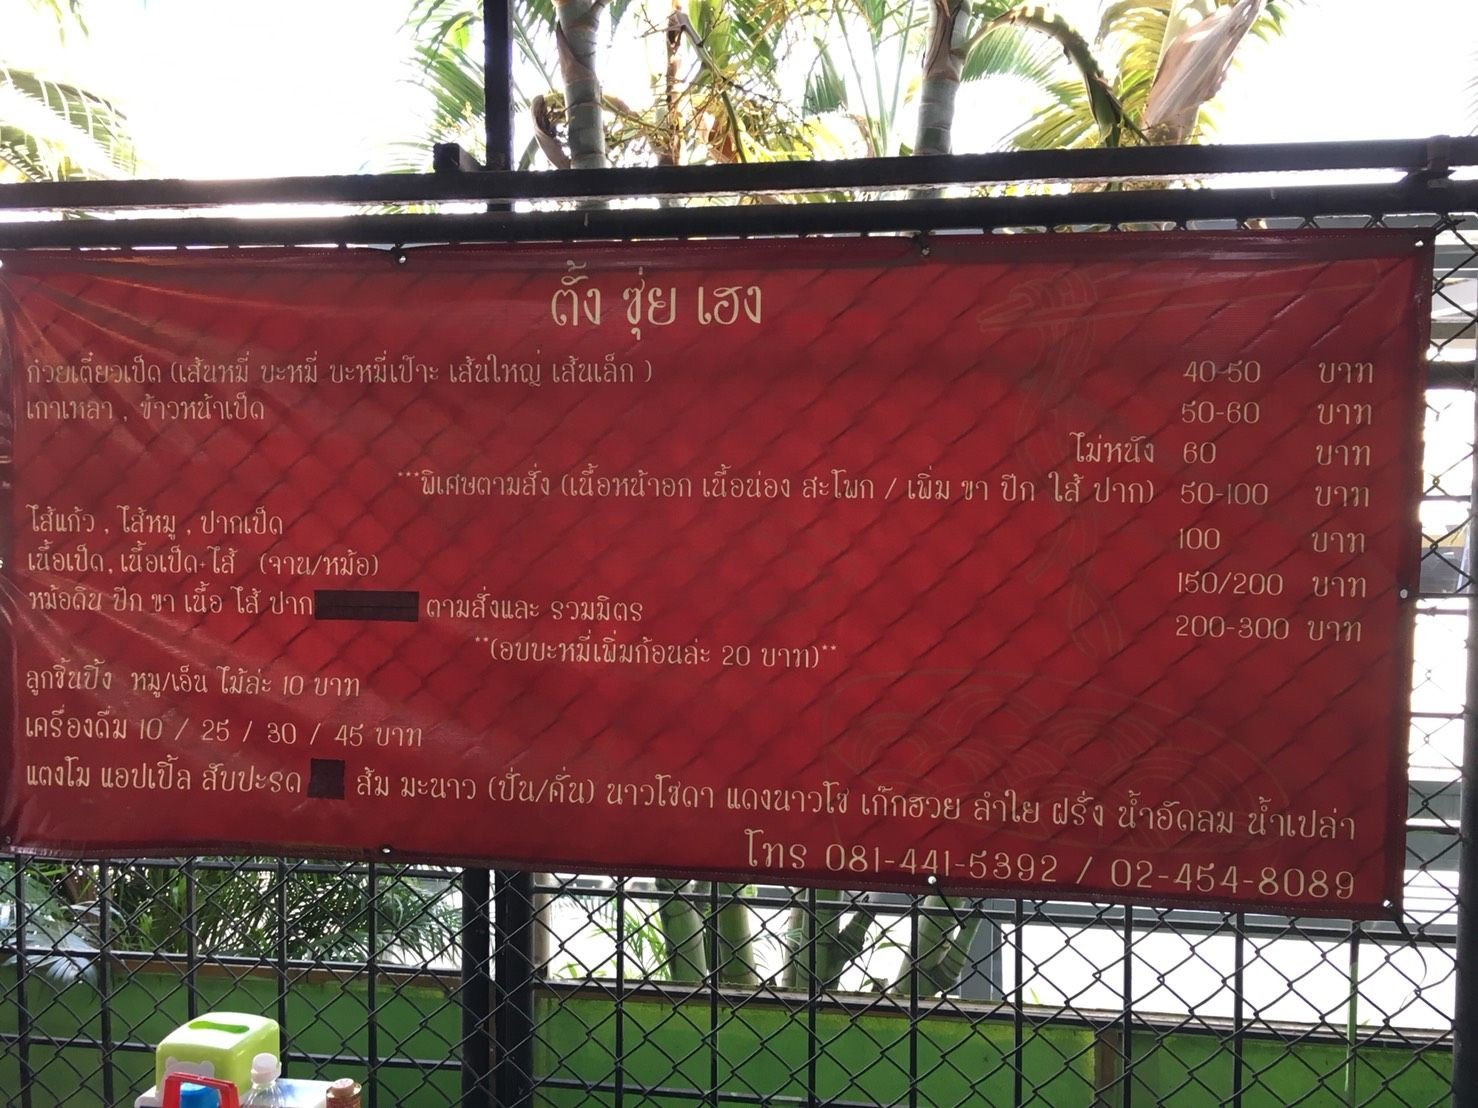 ตั้ง ซุ่ย เฮง
ก๋วยเตี๋ยวเป็ด (เส้นหมี่ บะหมี่ บะหมี่เป๊าะ เส้นใหญ่ เส้นเล็ก ) 40-50 บาท
เกาเหลา , ข้าวหน้าเป็ด 50-60 บาท
ไม่หนัง 60 บาท
***พิเศษตามสั่ง (เนื้อหน้าอก เนื้อน่อง สะโพก / เพิ่ม ขา ปีก ไส้ ปาก) 50-100 บาท
ไส้แก้ว , ไส้หมู , ปากเป็ด 100 บาท
เนื้อเป็ด, เนื้อเป็ด+ไส้ (จาน/หม้อ) 150/200 บาท
หม้อดิน ปีก ขา เนื้อ ไส้ ปาก ตามสั่งและ รวมมิตร 200-300 บาท
**(อบบะหมี่เพิ่มก้อนล่ะ 20 บาท)**
ลูกชิ้นปิ้ง หมู/เอ็น ไม้ล่ะ 10 บาท
เครื่องดื่ม 10 / 25 / 30 / 45 บาท
แตงโม แอปเปิ้ล สับปะรด ส้ม มะนาว (ปั่น/คั่น) นาวโซดา แดงนาวโซ เก๊กฮวย ลำใย ฝรั่ง น้ำอัดลม น้ำเปล่า
โทร 081-441-5392 / 02-454-8089